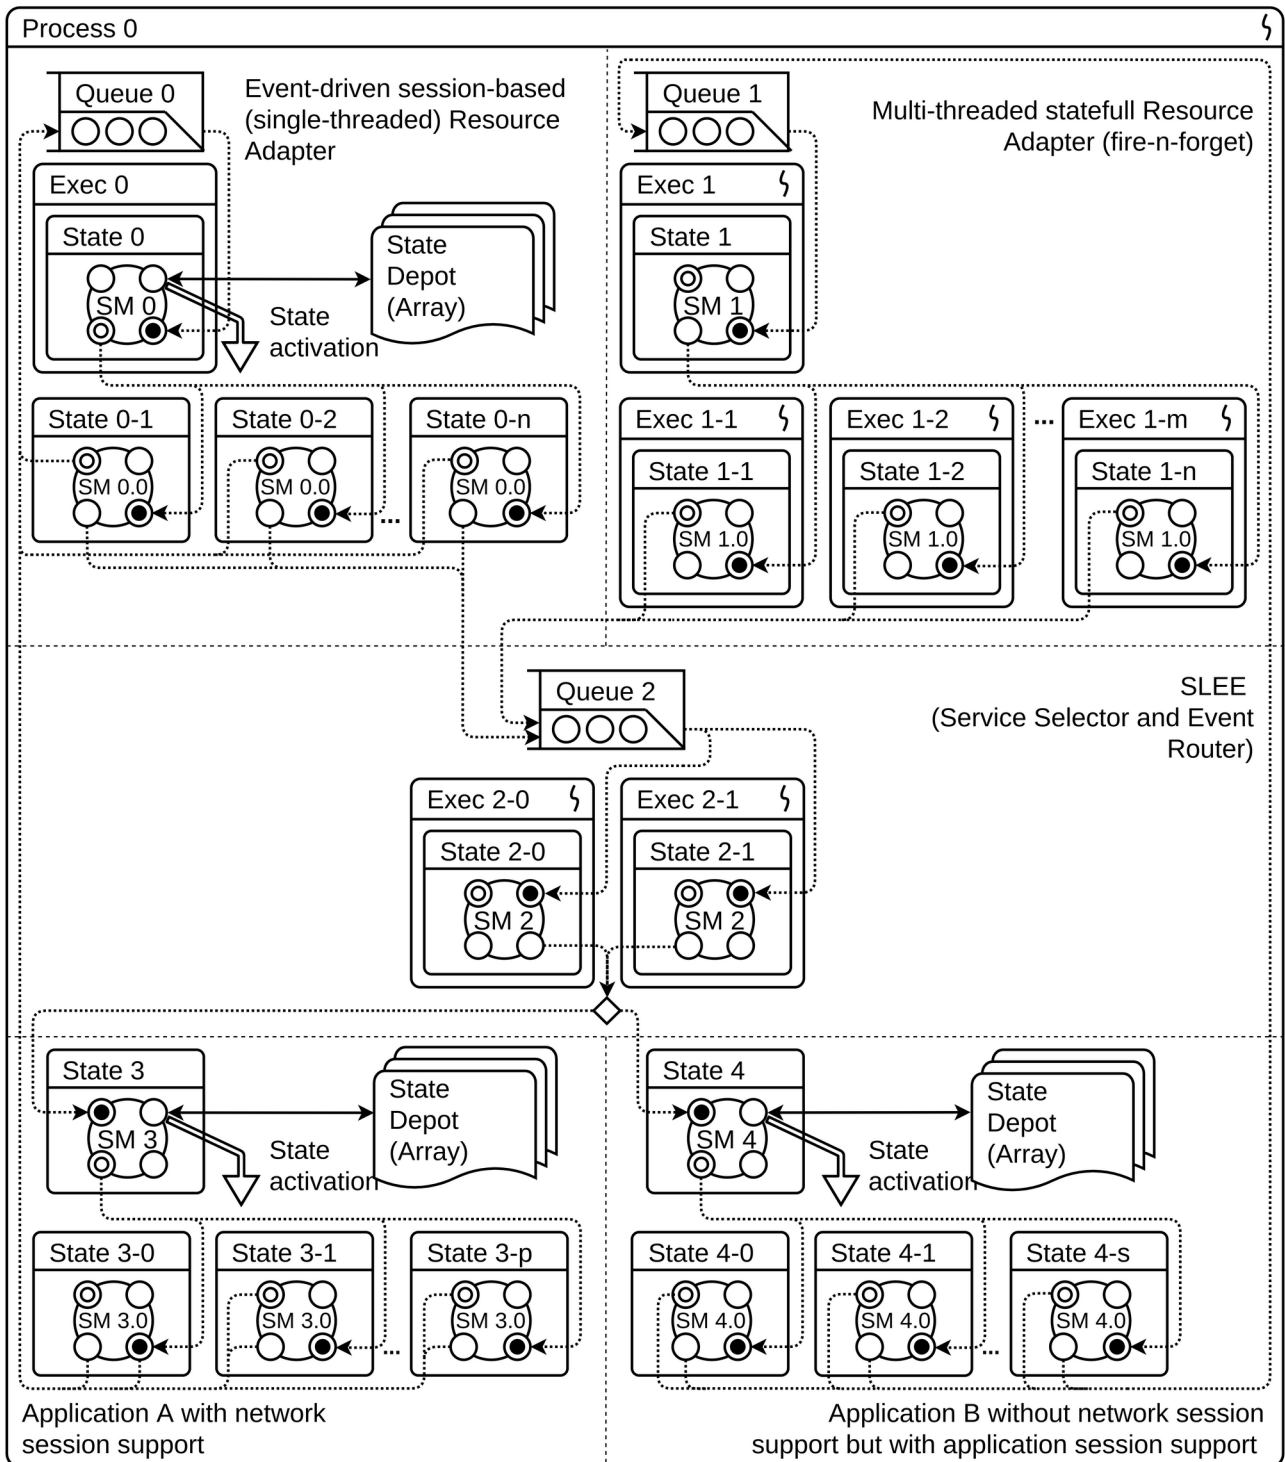 Process 0
Queue 0
Event-driven session-based
(single-threaded) Resource
Adapter
Exec 0
State 0
SM 0
State
Depot
(Array)
State
activation
State 0-1
SM 0.0
State 0-2
SM 0.0
...
State 0-n
SM 0.0
Queue 1
Multi-threaded statefull Resource
Adapter (fire-n-forget)
Exec 1
State 1
SM 1
Exec 1-1
State 1-1
SM 1.0
Exec 1-2
State 1-2
SM 1.0
...
Exec 1-m
State 1-n
SM 1.0
Queue 2
SLEE
(Service Selector and Event
Router)
Exec 2-0
State 2-0
SM 2
Exec 2-1
State 2-1
SM 2
State 3
SM 3
State
Depot
(Array)
State
activation
State 3-0
SM 3.0
State 3-1
SM 3.0
...
State 3-p
SM 3.0
Application A with network
session support
State 4
SM 4
State
Depot
(Array)
State
activation
State 4-0
SM 4.0
State 4-1
SM 4.0
...
State 4-s
SM 4.0
Application B without network session
support but with application session support